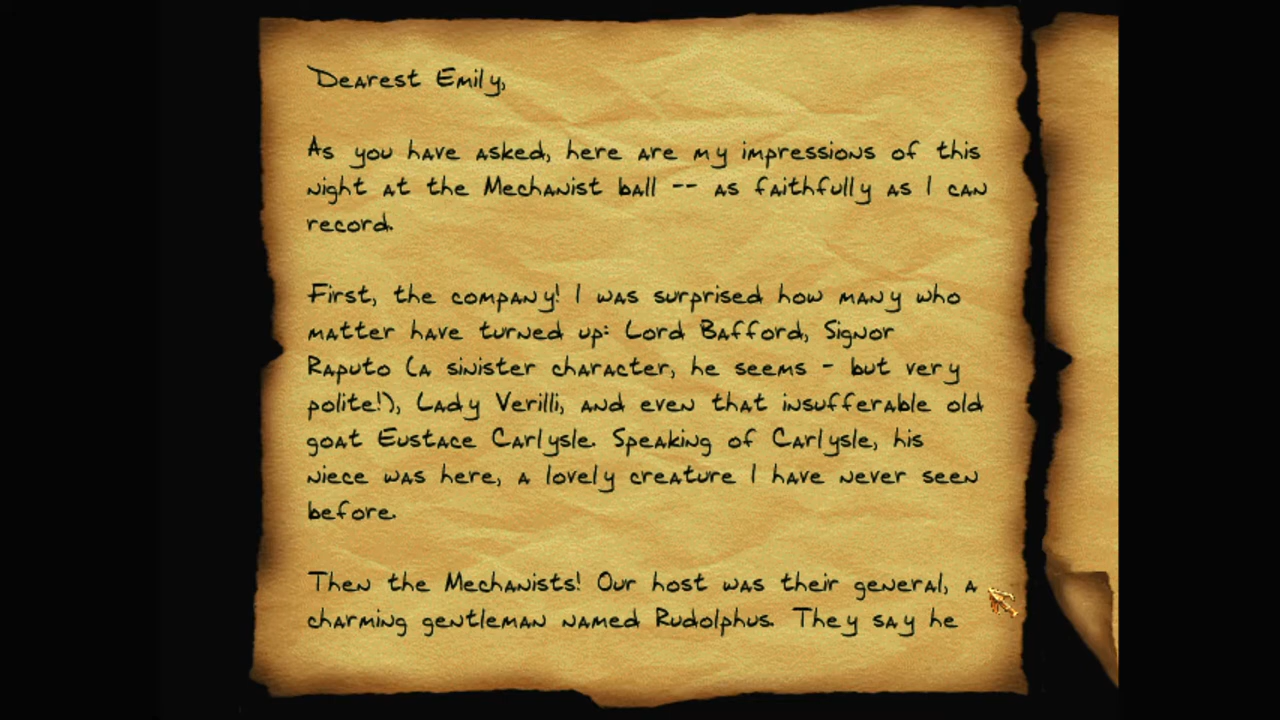 Dearest Emily,
As you have asked, here are my impressions of this
night at the Mechanist ball -- as faithfully as I can
record.
First, the company! I was surprised how many who
matter have turned up: Lord Bafford, Signor
Raputo (a sinister character, he seems - but very
polite!), Lady Verilli, and even that insufferable old
goat Eustace Carlysle. Speaking of Carlysle, his
niece was here, a lovely creature I have never seen
before.
Then the Mechanists! Our host was their general, a
charming gentleman named Rudolphus. They say he